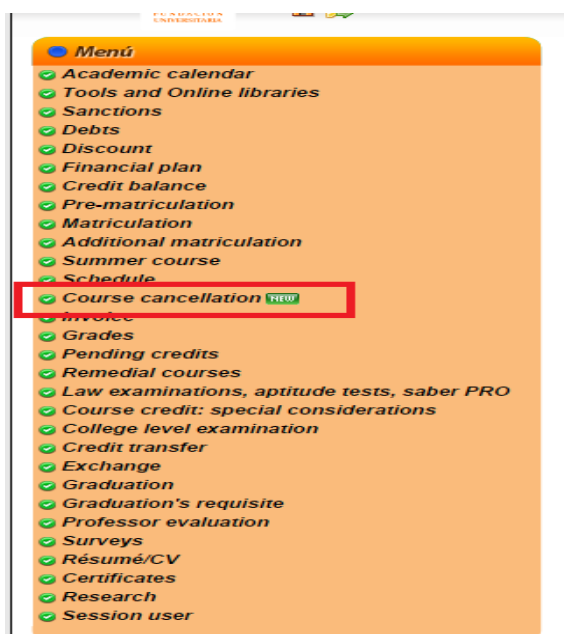 UNIVERSITARIA
Menú
Academic calendar
Tools and Online libraries
Sanctions
Debts
Discount
Financial plan
Credit balance
Pre-matriculation
Matriculation
Additional matriculation
Summer course
Schedule
Course cancellation NEW
Invoice
Grades
Pending credits
Remedial courses
Law examinations, aptitude tests, saber PRO
Course credit: special considerations
College level examination
Credit transfer
Exchange
Graduation
Graduation's requisite
Professor evaluation
Surveys
Résumé/CV
Certificates
Research
Session user